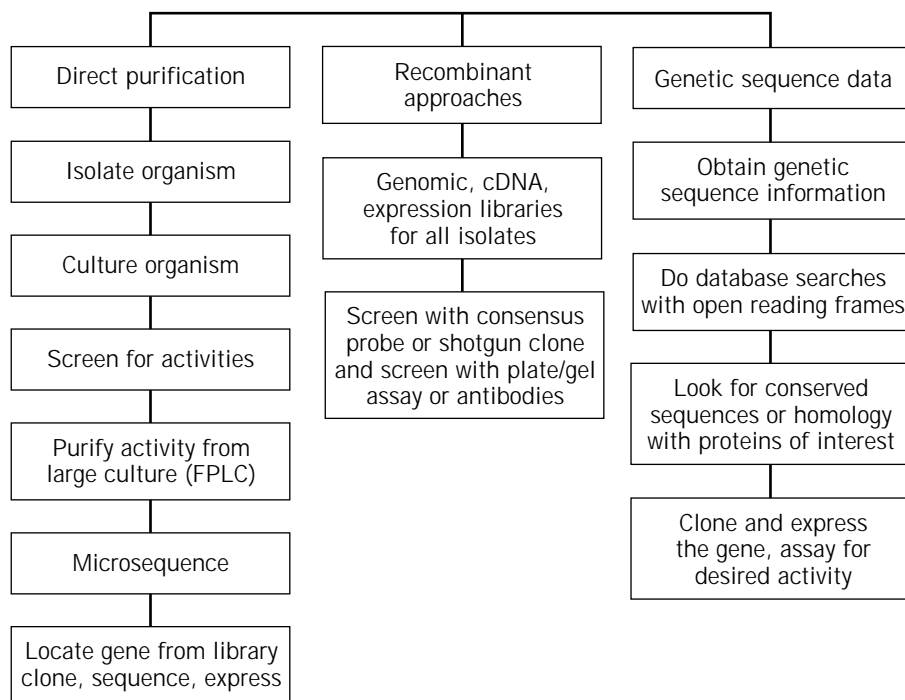 Direct purification
Isolate organism
Culture organism
Screen for activities
Purify activity from
large culture (FPLC)
Microsequence
Locate gene from library
clone, sequence, express
Recombinant
approaches
Genomic, cDNA,
expression libraries
for all isolates
Screen with consensus
probe or shotgun clone
and screen with plate/gel
assay or antibodies
Genetic sequence data
Obtain genetic
sequence information
Do database searches
with open reading frames
Look for conserved
sequences or homology
with proteins of interest
Clone and express
the gene, assay for
desired activity